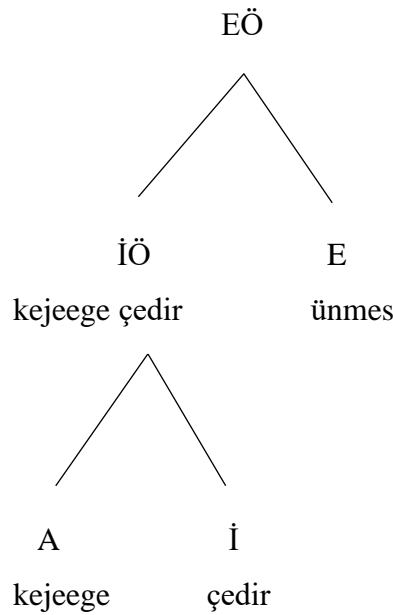 EÖ
İÖ E
kejeege çedir ünmes
A İ
kejeege çedir